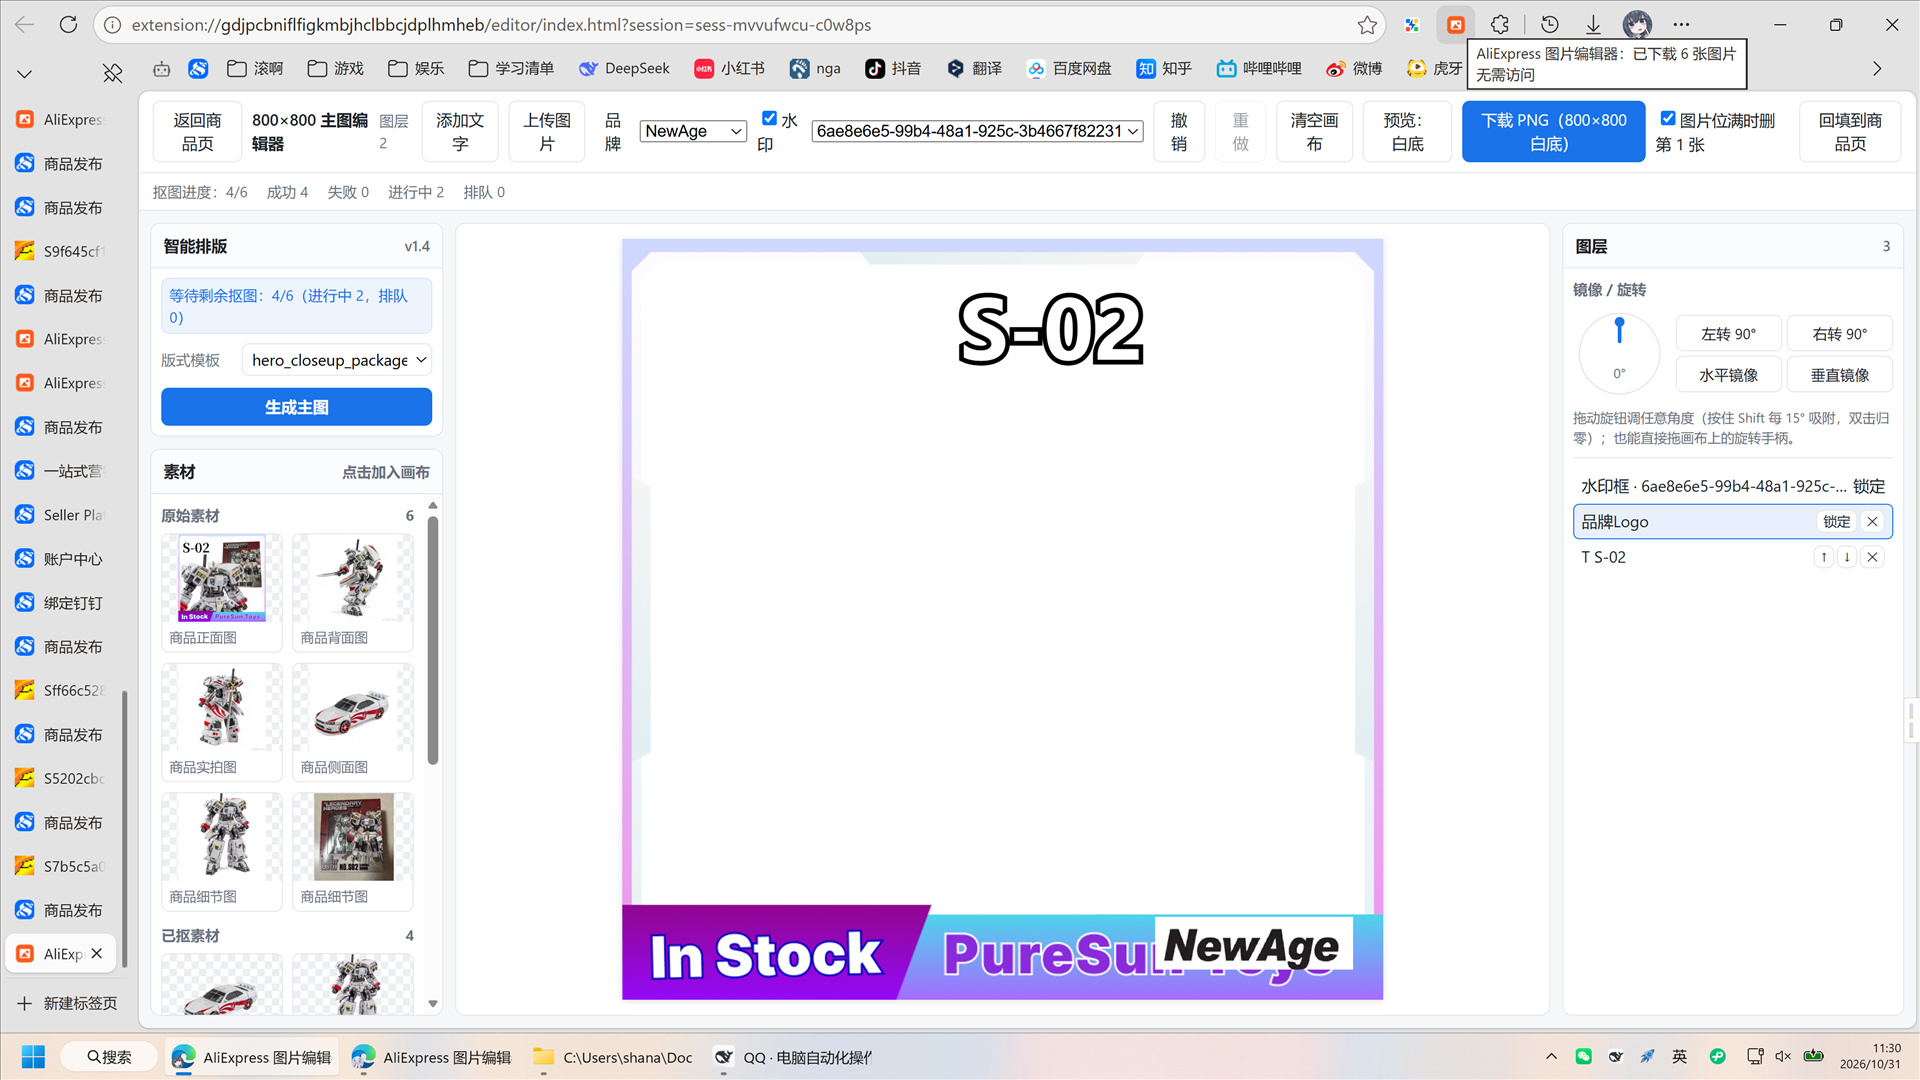 extension://gdjpcbniflfigkmbjhclbbcjdplhmheb/editor/index.html?session=sess-mvvufwcu-c0w8ps
AliExpress 图片编辑器：已下载 6 张图片
无需访问
滚啊
游戏
娱乐
学习清单
DeepSeek
小红书
nga
抖音
翻译
百度网盘
知乎
哔哩哔哩
微博
虎牙
AliExpress
商品发布
商品发布
S9f645cf1
商品发布
AliExpress
AliExpress
商品发布
一站式营
Seller Pla
账户中心
绑定钉钉
商品发布
Sff66c528
商品发布
S5202cbc
商品发布
S7b5c5a0
商品发布
AliExp
新建标签页
返回商品页
800×800 主图编辑器
图层 2
添加文字
上传图片
品牌
NewAge
水印
6ae8e6e5-99b4-48a1-925c-3b4667f82231
撤销
重做
清空画布
预览：白底
下载 PNG（800×800 白底）
图片位满时删第 1 张
回填到商品页
抠图进度：4/6 成功 4 失败 0 进行中 2 排队 0
智能排版 v1.4
等待剩余抠图：4/6（进行中 2，排队 0）
版式模板 hero_closeup_package
生成主图
素材 点击加入画布
原始素材 6
S-02
In Stock PureSun Toys
商品正面图
商品背面图
商品实拍图
商品侧面图
LEGENDARY HEROES
NO.S02
商品细节图
商品细节图
已抠素材 4
S-02
In Stock
PureSun Toys
NewAge
图层 3
镜像 / 旋转
0°
左转 90°
右转 90°
水平镜像
垂直镜像
拖动旋钮调任意角度（按住 Shift 每 15° 吸附，双击归零）；也能直接拖画布上的旋转手柄。
水印框 · 6ae8e6e5-99b4-48a1-925c-... 锁定
品牌Logo 锁定
T S-02
搜索
AliExpress 图片编辑
AliExpress 图片编辑
C:\Users\shana\Doc
QQ · 电脑自动化操作
英
11:30
2026/10/31